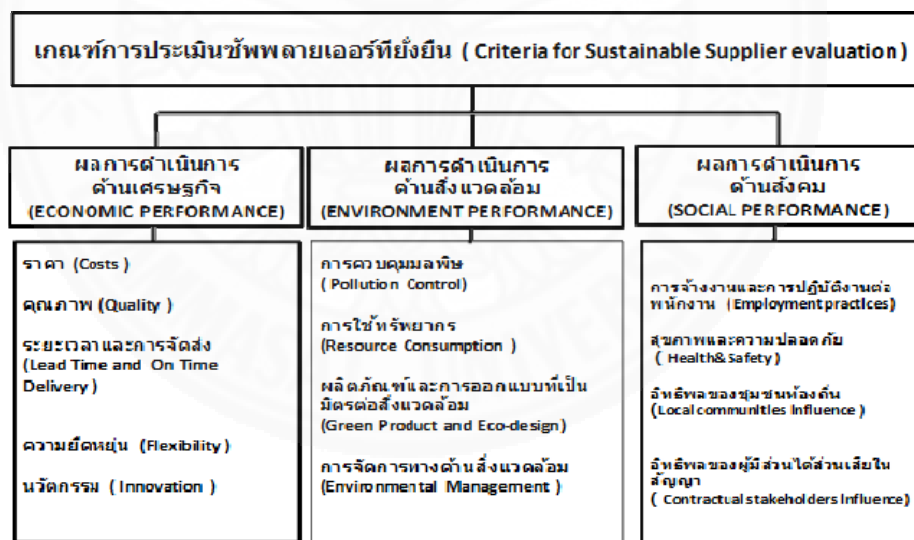 เกณฑ์การประเมินซัพพลายเออร์ที่ยั่งยืน ( Criteria for Sustainable Supplier evaluation )
ผลการดำเนินการ
ด้านเศรษฐกิจ
(ECONOMIC PERFORMANCE)
ผลการดำเนินการ
ด้านสิ่งแวดล้อม
(ENVIRONMENT PERFORMANCE)
ผลการดำเนินการ
ด้านสังคม
(SOCIAL PERFORMANCE)
ราคา (Costs )
คุณภาพ (Quality )
ระยะเวลาและการจัดส่ง
(Lead Time and On Time
Delivery)
ความยืดหยุ่น (Flexibility )
นวัตกรรม ( Innovation )
การควบคุมมลพิษ
( Pollution Control)
การใช้ทรัพยากร
(Resource Consumption )
ผลิตภัณฑ์และการออกแบบที่เป็น
มิตรต่อสิ่งแวดล้อม
(Green Product and Eco-design)
การจัดการทางด้านสิ่งแวดล้อม
(Environmental Management )
การจ้างงานและการปฏิบัติงานต่อ
พนักงาน (Employment practices)
สุขภาพและความปลอดภัย
( Health&Safety)
อิทธิพลของชุมชนท้องถิ่น
(Local communities Influence )
อิทธิพลของผู้มีส่วนได้ส่วนเสียใน
สัญญา
( Contractual stakeholders Influence)